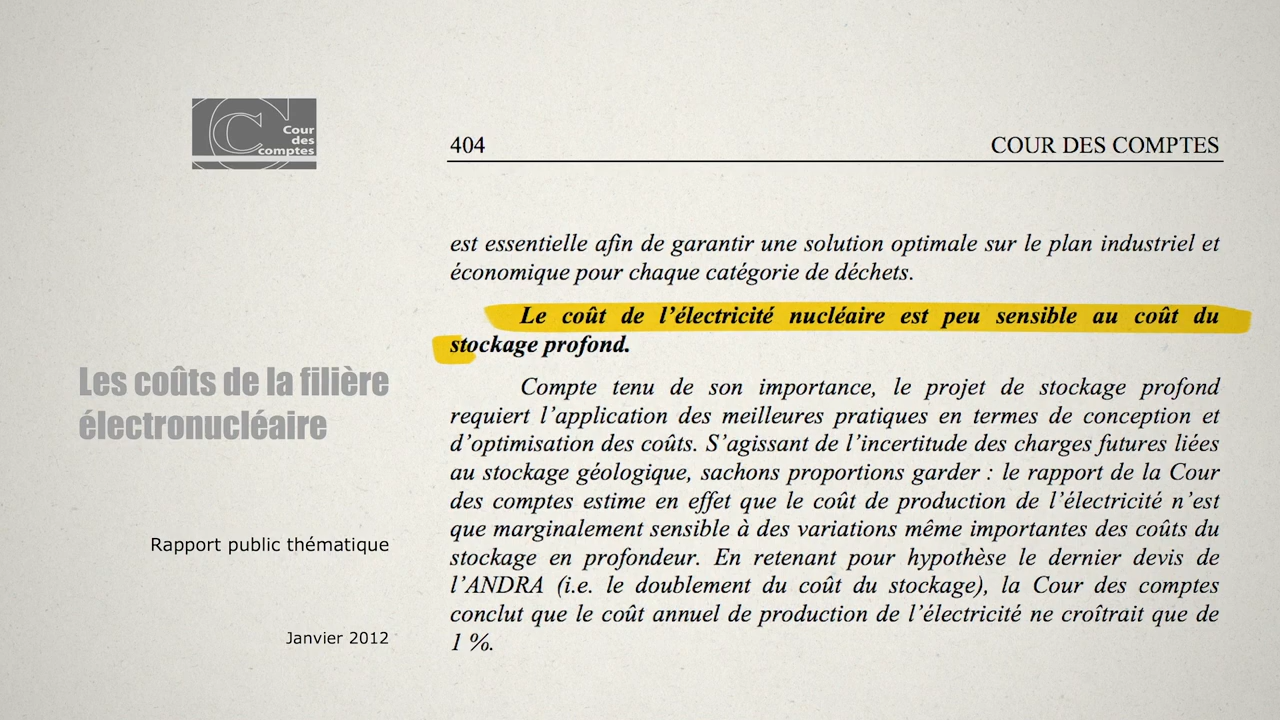 Cour
des
comptes
Les coûts de la filière
électronucléaire
Rapport public thématique
Janvier 2012
404 COUR DES COMPTES
est essentielle afin de garantir une solution optimale sur le plan industriel et
économique pour chaque catégorie de déchets.
Le coût de l'électricité nucléaire est peu sensible au coût du
stockage profond.
Compte tenu de son importance, le projet de stockage profond
requiert l'application des meilleures pratiques en termes de conception et
d'optimisation des coûts. S'agissant de l'incertitude des charges futures liées
au stockage géologique, sachons proportions garder : le rapport de la Cour
des comptes estime en effet que le coût de production de l'électricité n'est
que marginalement sensible à des variations même importantes des coûts du
stockage en profondeur. En retenant pour hypothèse le dernier devis de
l'ANDRA (i.e. le doublement du coût du stockage), la Cour des comptes
conclut que le coût annuel de production de l'électricité ne croîtrait que de
1 %.